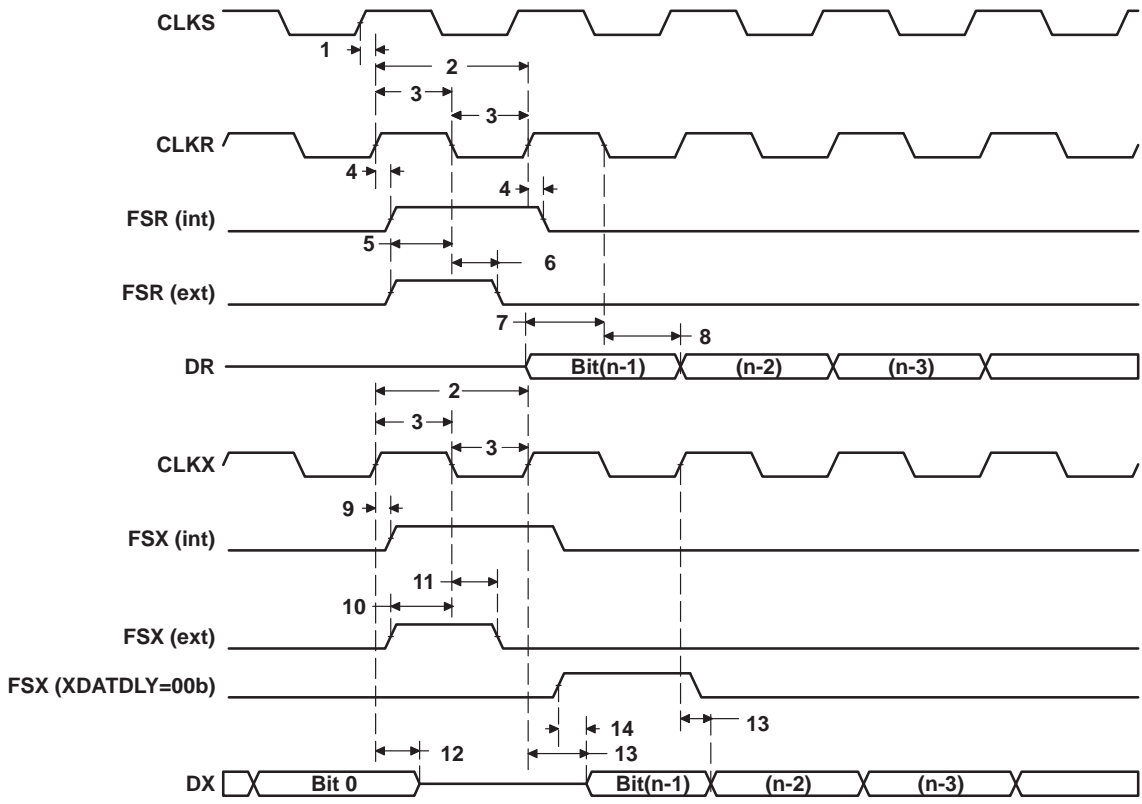 CLKS
1
2
3
3
CLKR
4
4
FSR (int)
5
6
FSR (ext)
7
8
DR
Bit(n-1)
(n-2)
(n-3)
2
3
3
CLKX
9
FSX (int)
11
10
FSX (ext)
FSX (XDATDLY=00b)
14
13
12
13
DX
Bit 0
Bit(n-1)
(n-2)
(n-3)